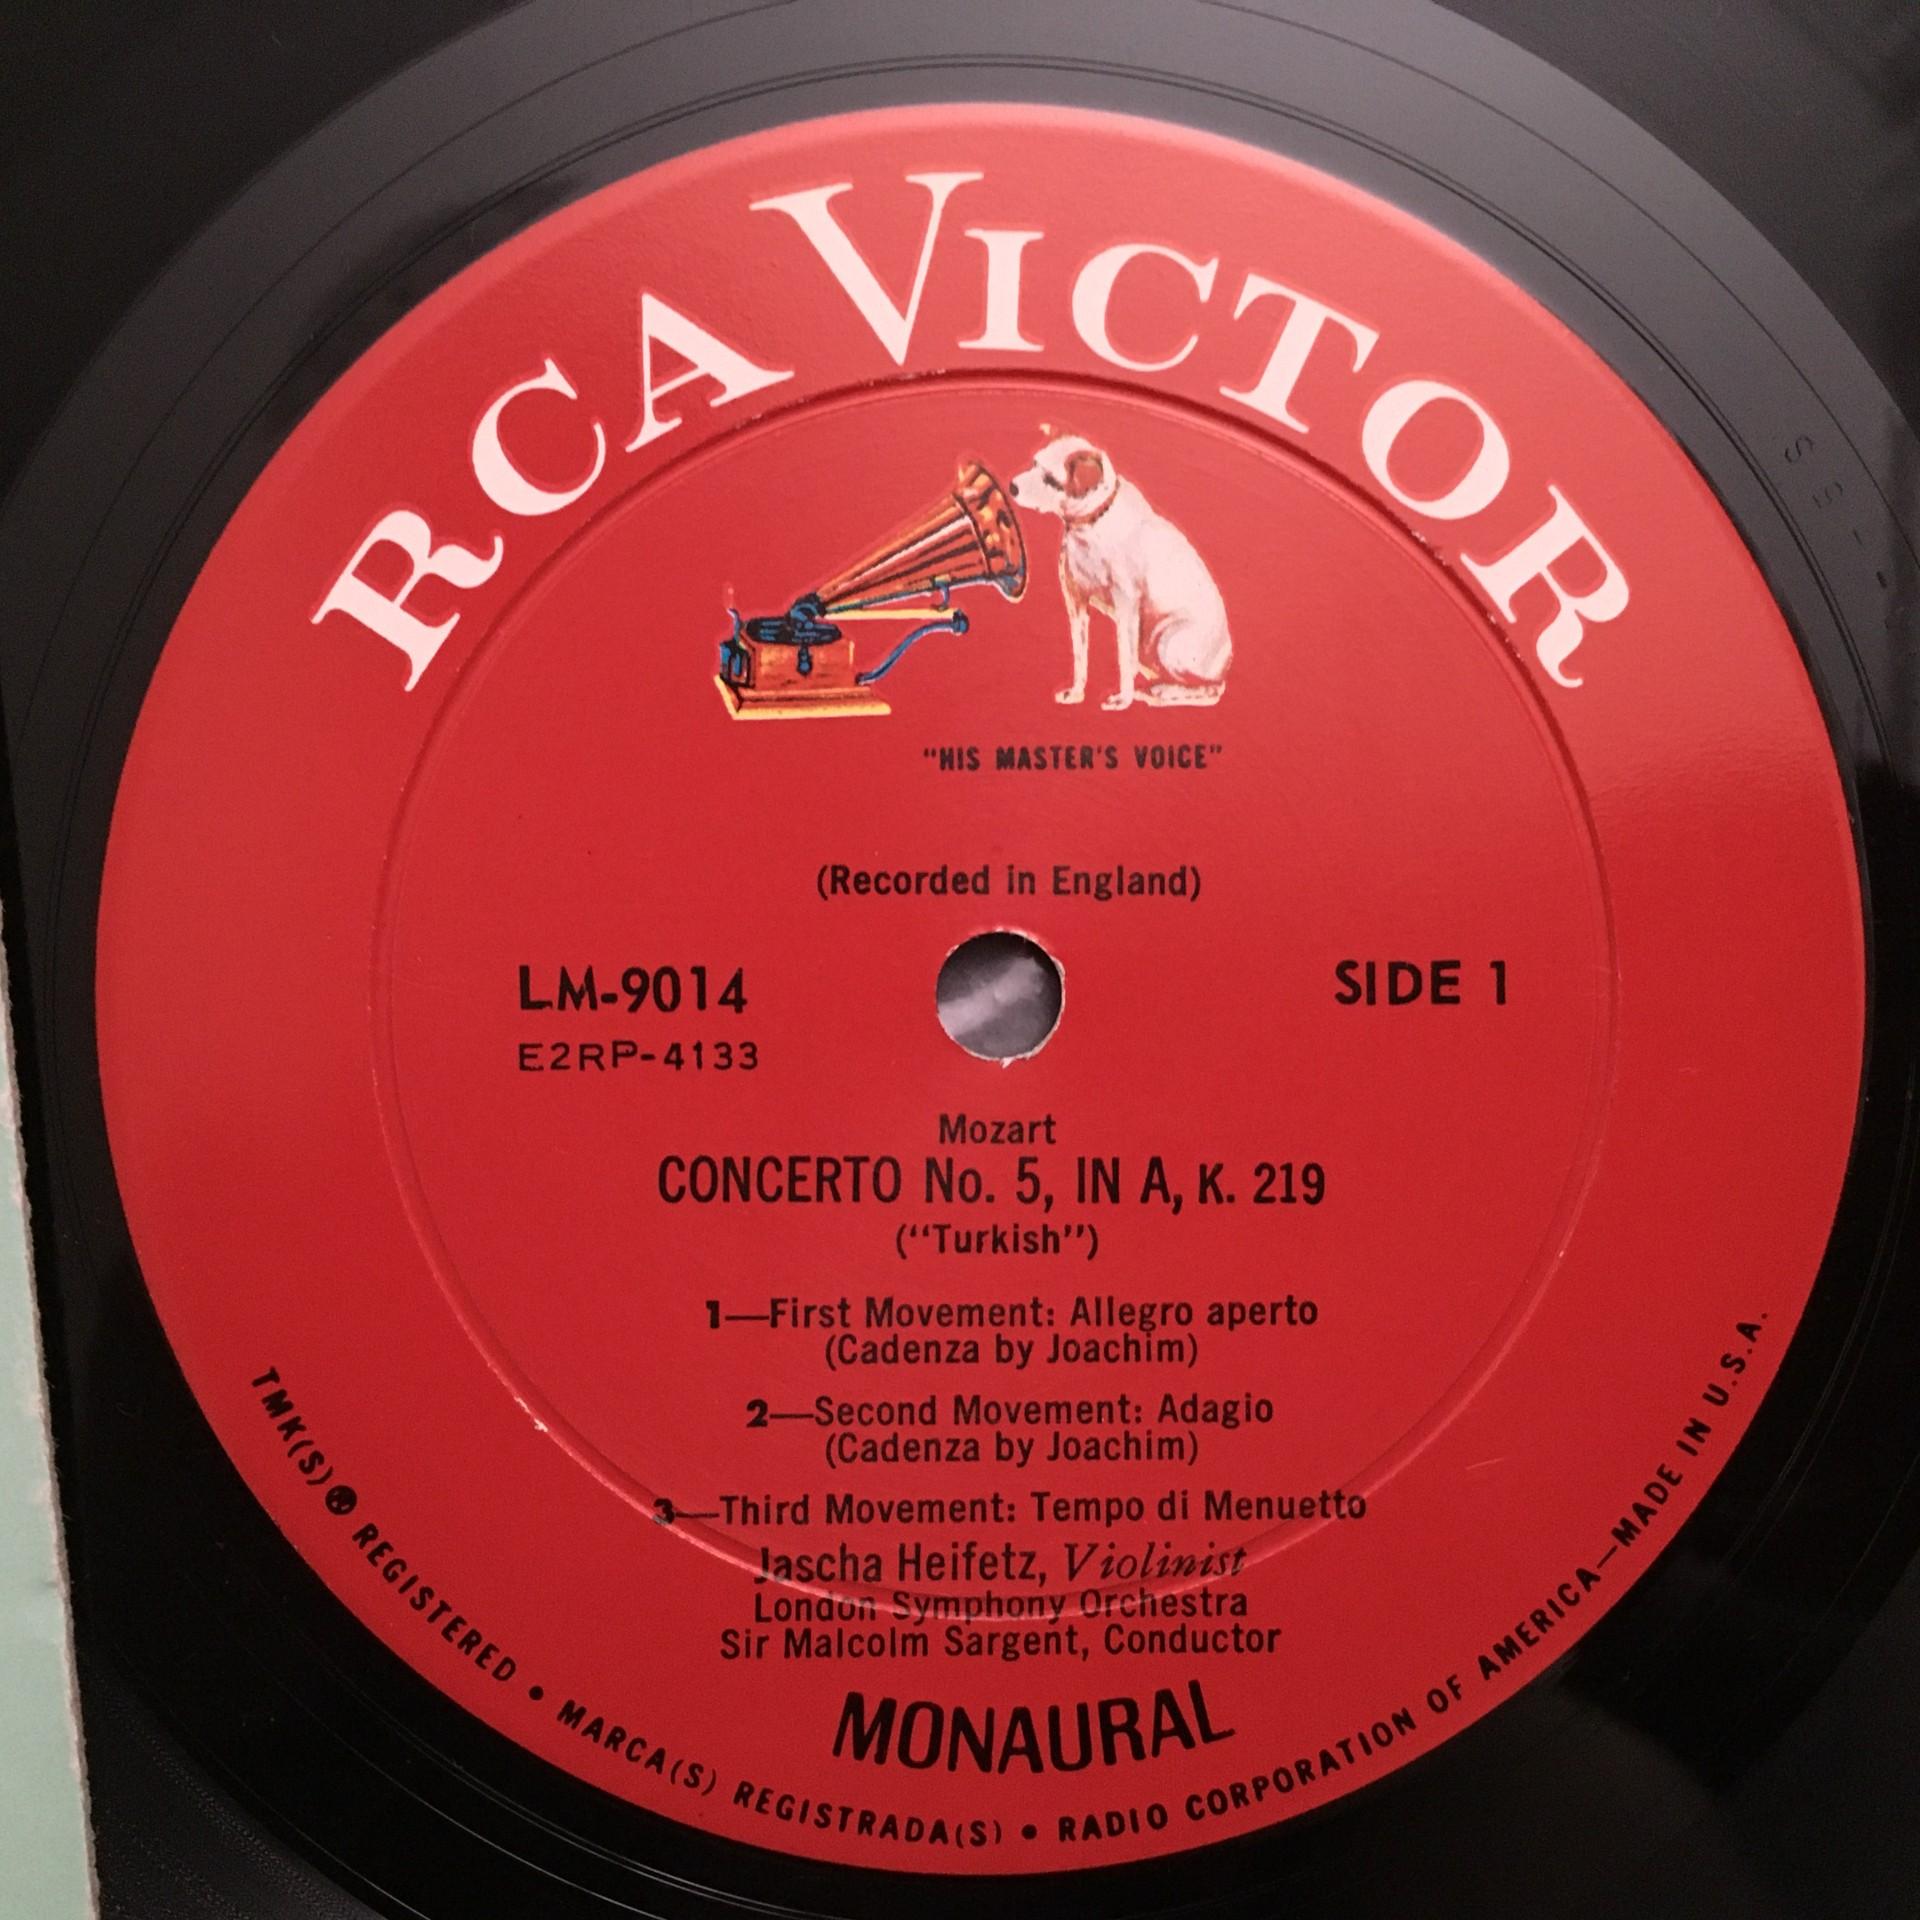 RCA VICTOR
"HIS MASTER'S VOICE"
(Recorded in England)
LM-9014
SIDE 1
E2RP-4133
Mozart
CONCERTO No. 5, IN A, K. 219
("Turkish")
1—First Movement: Allegro aperto
(Cadenza by Joachim)
2—Second Movement: Adagio
(Cadenza by Joachim)
3—Third Movement: Tempo di Menuetto
Jascha Heifetz, Violinist
London Symphony Orchestra
Sir Malcolm Sargent, Conductor
MONAURAL
TMK(S) ® REGISTERED • MARCA(S) REGISTRADA(S) • RADIO CORPORATION OF AMERICA—MADE IN U.S.A.